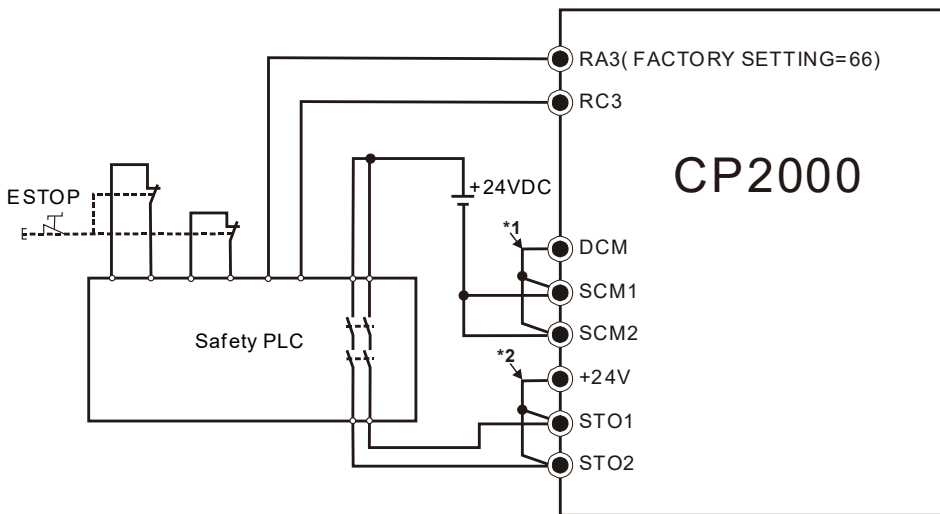 RA3( FACTORY SETTING=66)
RC3
CP2000
ESTOP
+24VDC
*1
DCM
SCM1
SCM2
Safety PLC
*2
+24V
STO1
STO2